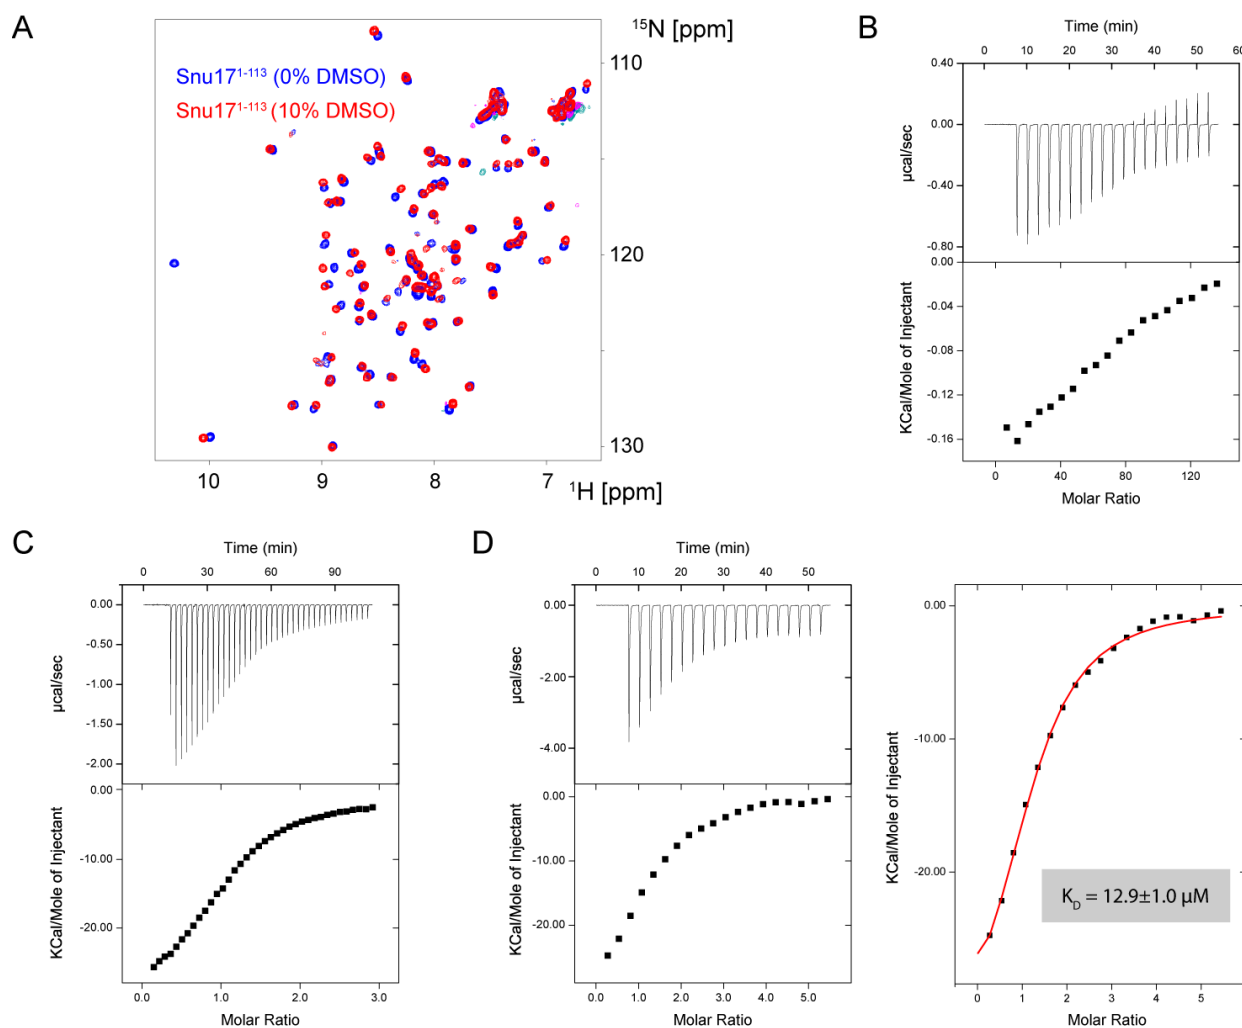 A
¹⁵N [ppm]
110
120
130
Snu17¹⁻¹¹³ (0% DMSO)
Snu17¹⁻¹¹³ (10% DMSO)
10
9
8
7
¹H [ppm]
B
Time (min)
0 10 20 30 40 50 60
0.40
0.00
-0.40
-0.80
µcal/sec
0.00
-0.04
-0.08
-0.12
-0.16
KCal/Mole of Injectant
0 40 80 120
Molar Ratio
C
Time (min)
0 30 60 90
0.00
-0.50
-1.00
-1.50
-2.00
µcal/sec
0.00
-10.00
-20.00
KCal/Mole of Injectant
0.0 1.0 2.0 3.0
Molar Ratio
D
Time (min)
0 10 20 30 40 50
0.00
-2.00
-4.00
µcal/sec
0.00
-10.00
-20.00
KCal/Mole of Injectant
0.0 1.0 2.0 3.0 4.0 5.0
Molar Ratio
0.00
-10.00
-20.00
KCal/Mole of Injectant
K_D = 12.9±1.0 µM
0 1 2 3 4 5
Molar Ratio